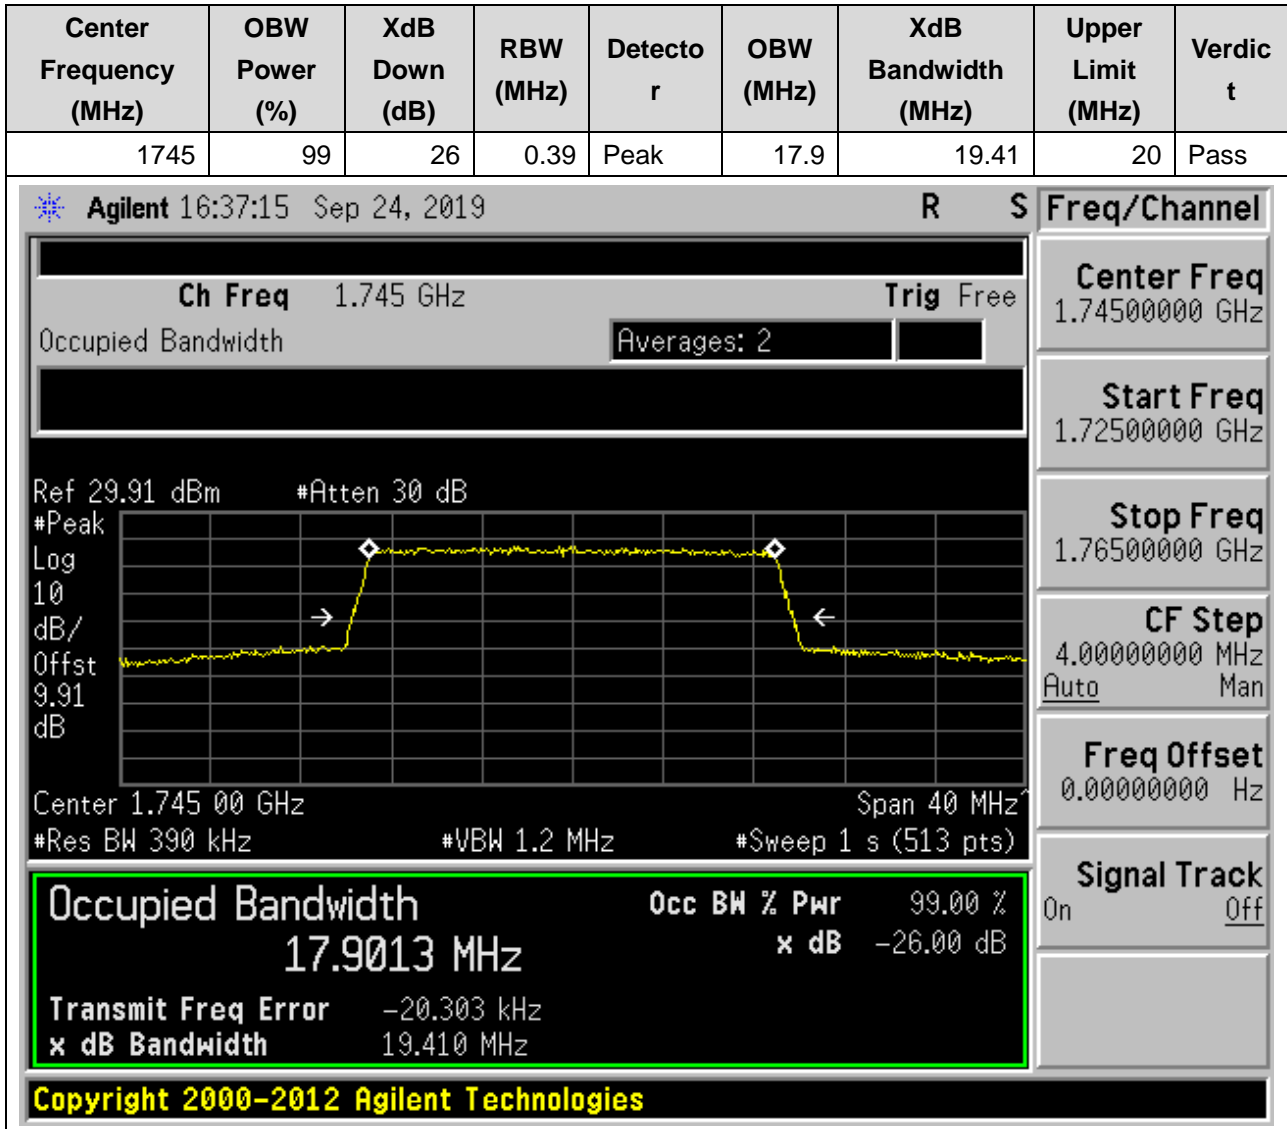 Center Frequency (MHz) OBW Power (%) XdB Down (dB) RBW (MHz) Detecto r OBW (MHz) XdB Bandwidth (MHz) Upper Limit (MHz) Verdic t
1745 99 26 0.39 Peak 17.9 19.41 20 Pass
Agilent 16:37:15 Sep 24, 2019 R S
Freq/Channel
Ch Freq 1.745 GHz Trig Free
Occupied Bandwidth Averages: 2
Ref 29.91 dBm #Atten 30 dB
#Peak
Log
10
dB/
Offst
9.91
dB
Center 1.745 00 GHz Span 40 MHz^
#Res BW 390 kHz #VBW 1.2 MHz #Sweep 1 s (513 pts)
Occupied Bandwidth Occ BW % Pwr 99.00 %
17.9013 MHz x dB -26.00 dB
Transmit Freq Error -20.303 kHz
x dB Bandwidth 19.410 MHz
Copyright 2000-2012 Agilent Technologies
Center Freq
1.74500000 GHz
Start Freq
1.72500000 GHz
Stop Freq
1.76500000 GHz
CF Step
4.00000000 MHz
Auto Man
Freq Offset
0.00000000 Hz
Signal Track
On Off